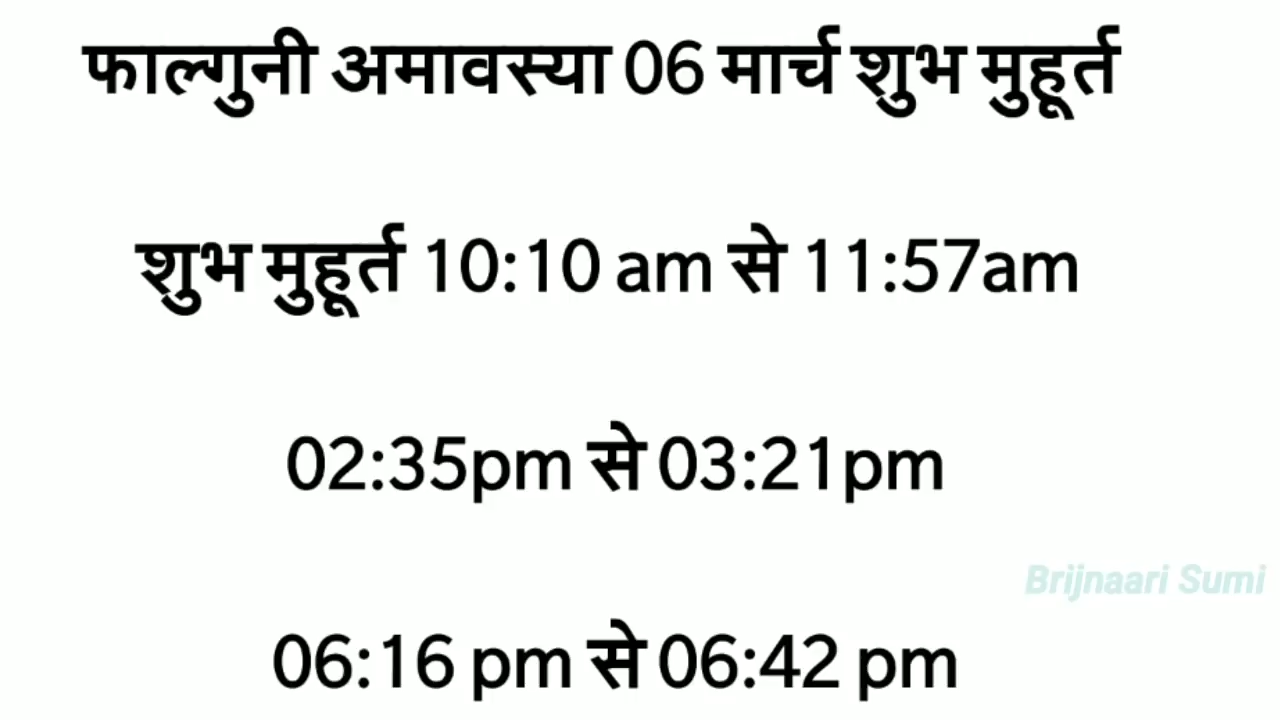 फाल्गुनी अमावस्या 06 मार्च शुभ मुहूर्त
शुभ मुहूर्त 10:10 am से 11:57am
02:35pm से 03:21pm
Brijnaari Sumi
06:16 pm से 06:42 pm